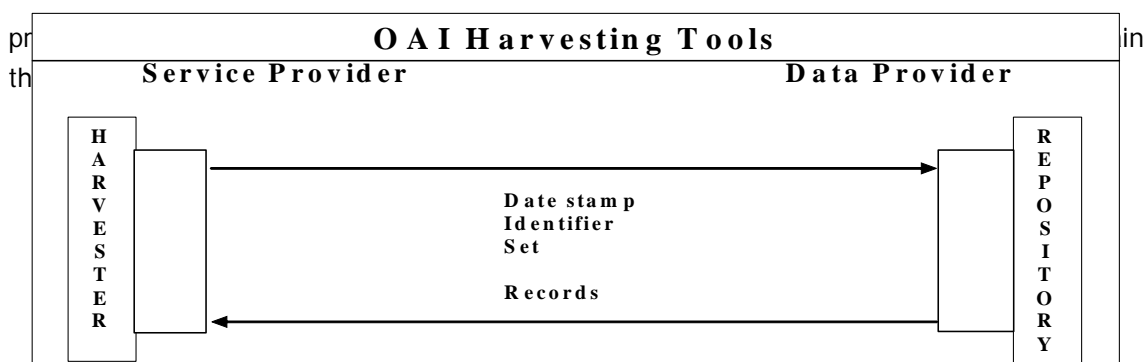 pr
in
th
OAI Harvesting Tools
Service Provider
Data Provider
HARVESTER
Date stamp
Identifier
Set
Records
REPOSITORY